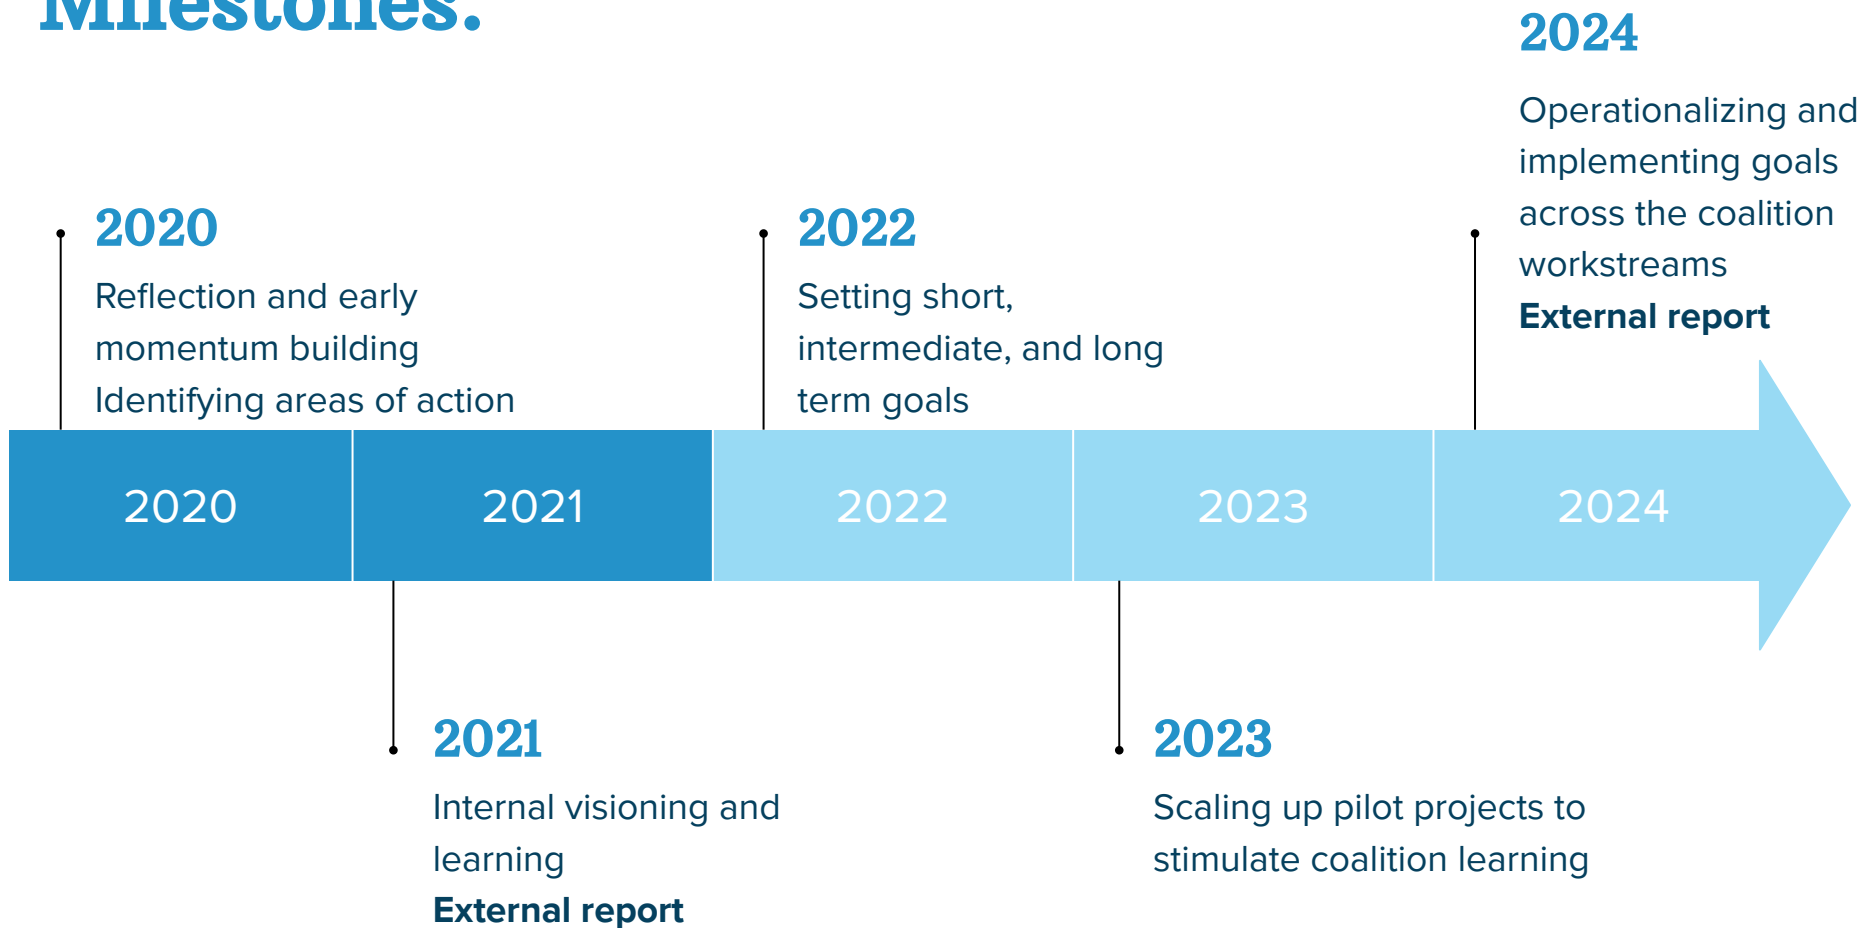 Milestones:
2024
Operationalizing and
implementing goals
across the coalition
workstreams
External report
2020
Reflection and early
momentum building
Identifying areas of action
2022
Setting short,
intermediate, and long
term goals
2020
2021
2022
2023
2024
2021
Internal visioning and
learning
External report
2023
Scaling up pilot projects to
stimulate coalition learning